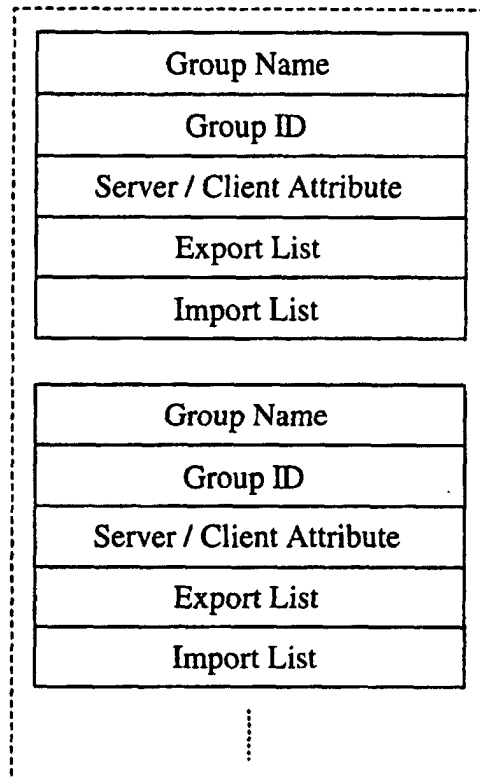 Group Name
Group ID
Server / Client Attribute
Export List
Import List
Group Name
Group ID
Server / Client Attribute
Export List
Import List